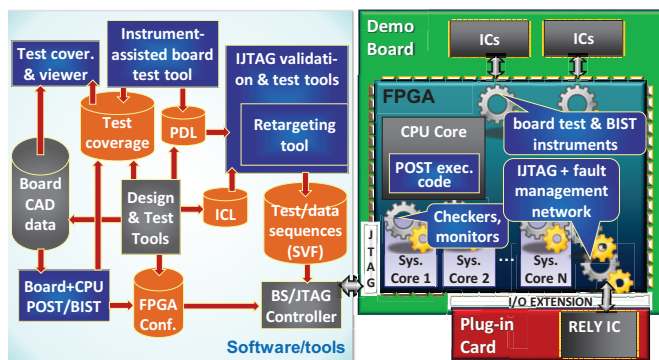 Test cover.
& viewer
Instrument-
assisted board
test tool
IJTAG validati-
on & test tools
Retargeting
tool
Test
coverage
PDL
Board
CAD
data
Design
& Test
Tools
ICL
Test/data
sequences
(SVF)
Board+CPU
POST/BIST
FPGA
Conf.
BS/JTAG
Controller
Software/tools
Demo
Board
ICs
ICs
FPGA
CPU Core
POST exec.
code
board test & BIST
instruments
IJTAG + fault
management
network
Checkers,
monitors
JTAG
Sys.
Core 1
Sys.
Core 2
...
Sys.
Core N
I/O EXTENSION
Plug-in
Card
RELY IC